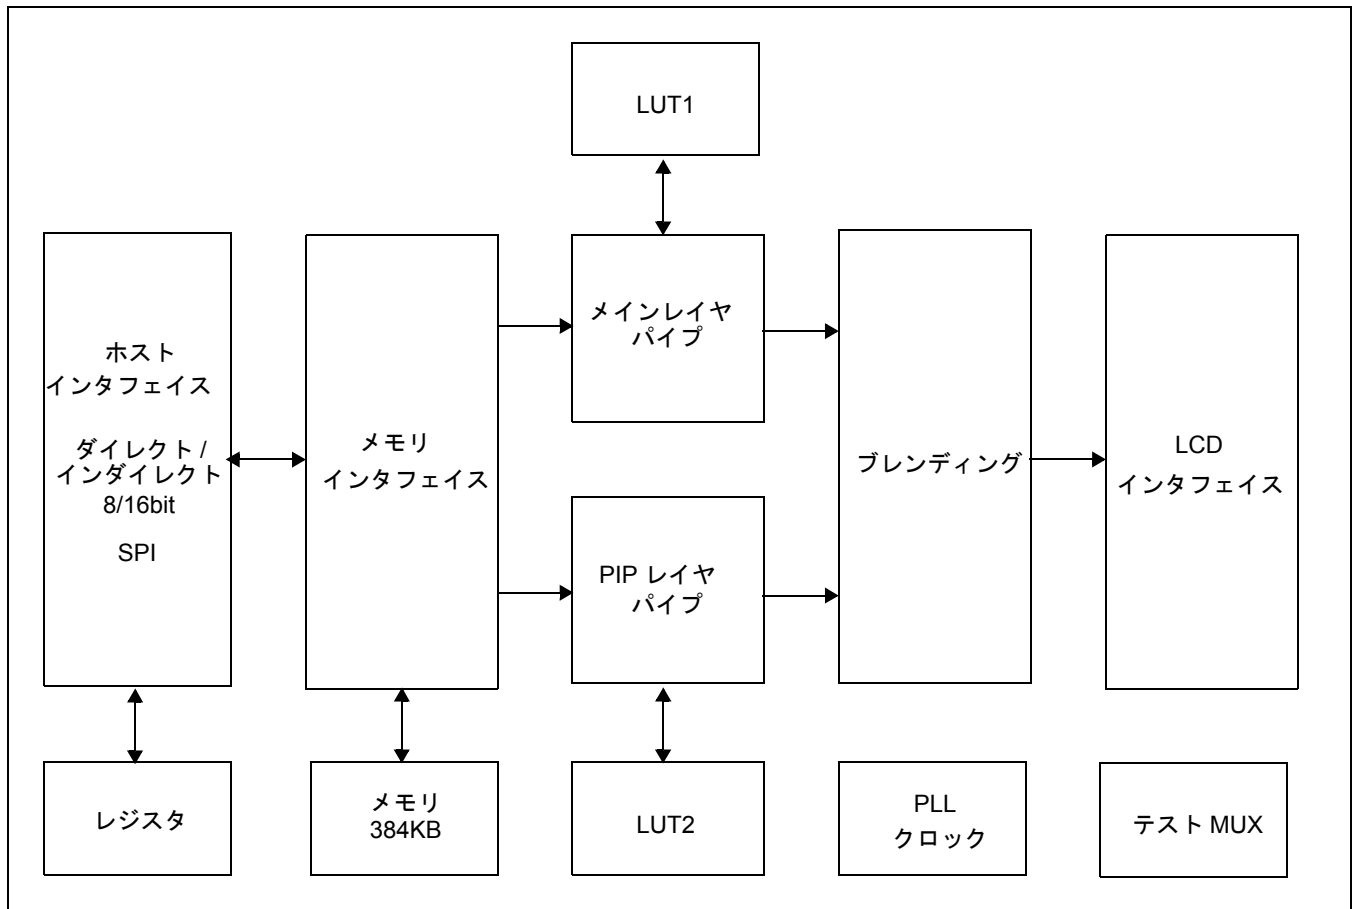 LUT1
ホスト
インタフェイス
ダイレクト /
インダイレクト
8/16bit
SPI
メモリ
インタフェイス
メインレイヤ
パイプ
PIP レイヤ
パイプ
ブレンディング
LCD
インタフェイス
レジスタ
メモリ
384KB
LUT2
PLL
クロック
テスト MUX